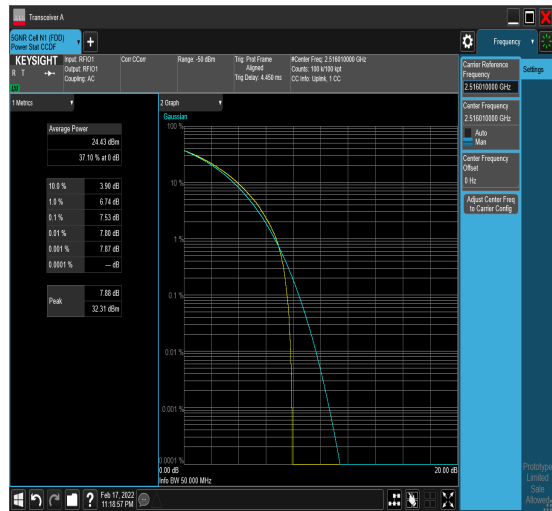 Transceiver A
5GNR Cell N1 (FDD)
Power Stat CCDF
Frequency
KEYSIGHT
R T
LXI
Input: RFIO1
Output: RFIO1
Coupling: AC
Corr CCorr
Range: -50 dBm
Trig: Prot Frame
Aligned
Trig Delay: 4.450 ms
#Center Freq: 2.516010000 GHz
Counts: 100 k/100 kpt
CC Info: Uplink, 1 CC
Carrier Reference
Frequency
2.516010000 GHz
Settings
Center Frequency
2.516010000 GHz
Auto
Man
Center Frequency
Offset
0 Hz
Adjust Center Freq
to Carrier Config
1 Metrics
Average Power
24.43 dBm
37.10 % at 0 dB
10.0 % 3.90 dB
1.0 % 6.74 dB
0.1 % 7.53 dB
0.01 % 7.80 dB
0.001 % 7.87 dB
0.0001 % --- dB
Peak
7.88 dB
32.31 dBm
2 Graph
Gaussian
100 %
10 %
1 %
0.1 %
0.01 %
0.001 %
0.0001 %
0.00 dB
20.00 dB
Info BW 50.000 MHz
Prototype
Limited
Sale
Allowed
?
Feb 17, 2022
11:18:57 PM